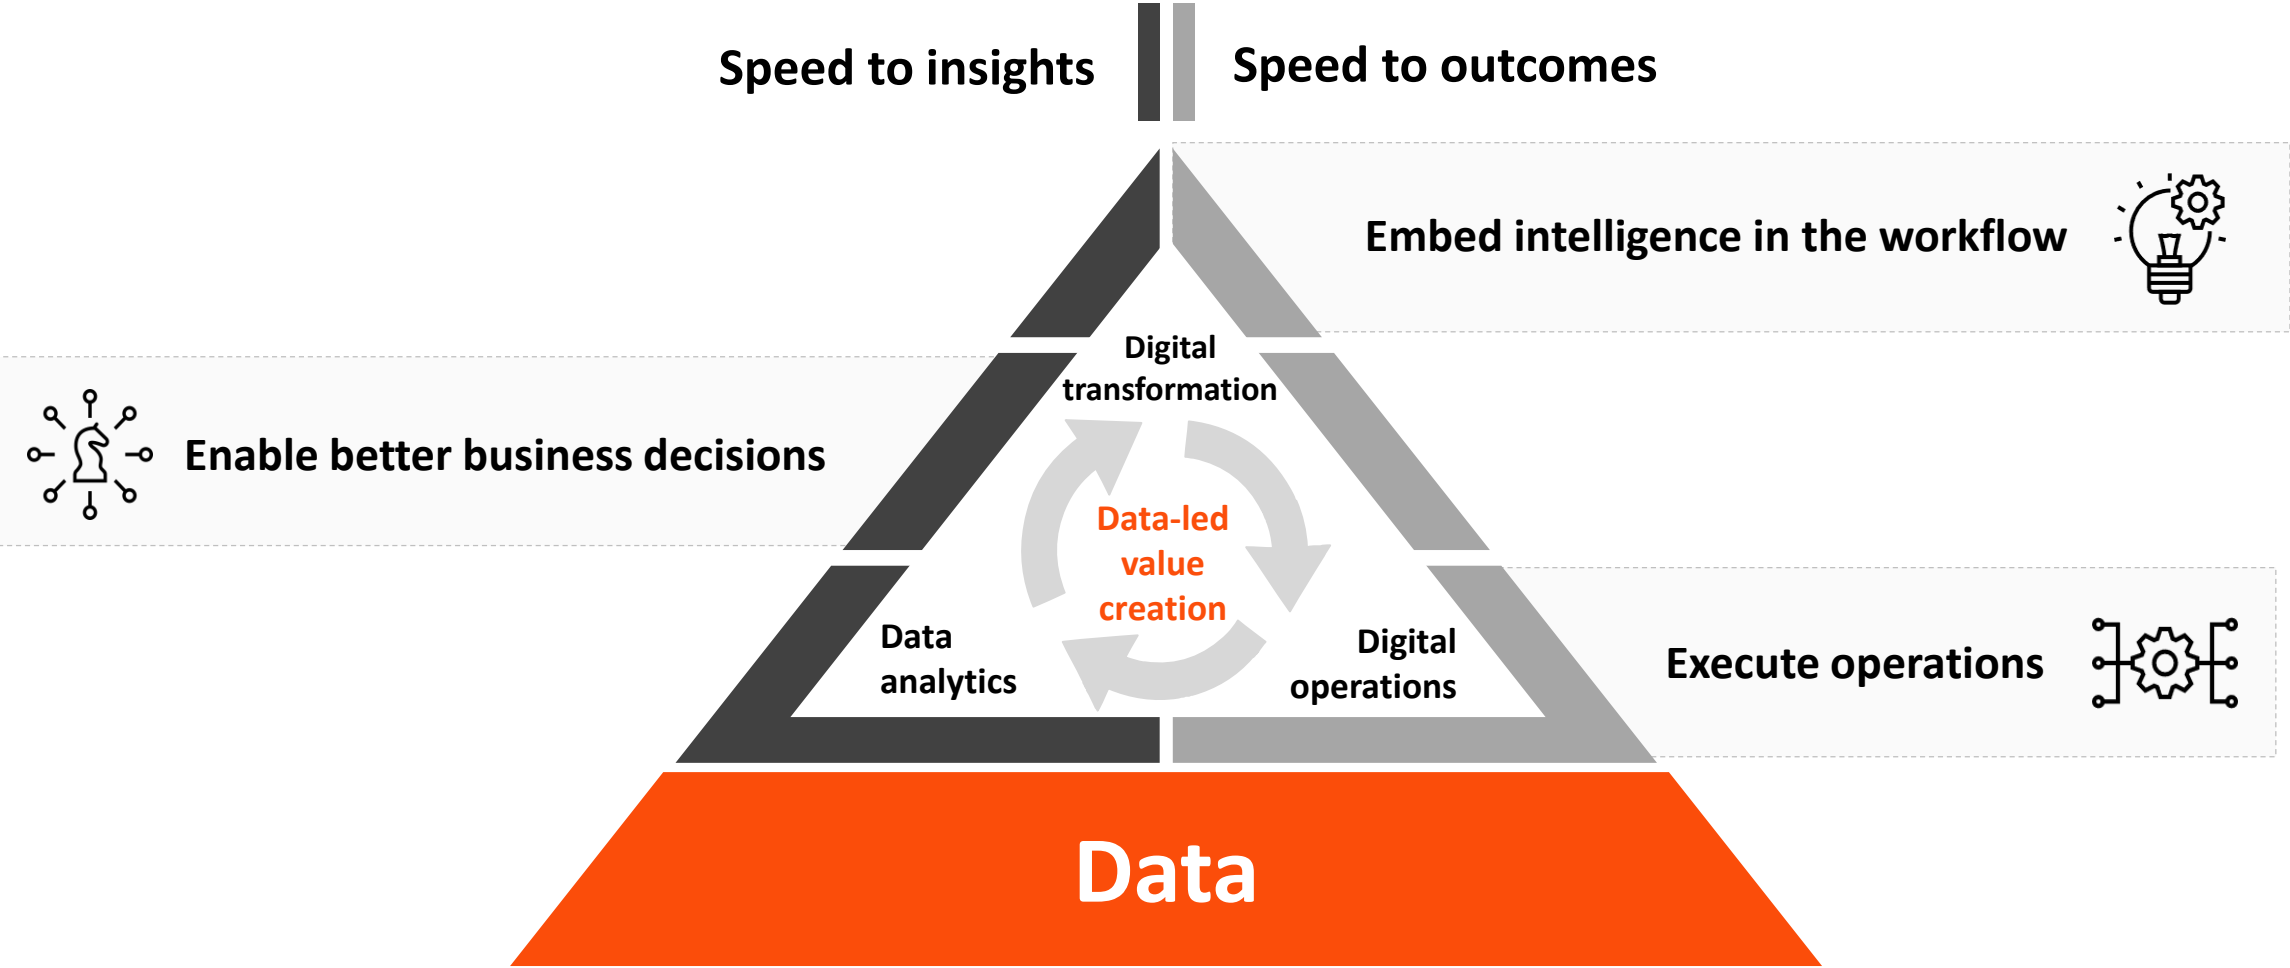 Speed to insights
Speed to outcomes
Embed intelligence in the workflow
Enable better business decisions
Digital
transformation
Data-led
value
creation
Data
analytics
Digital
operations
Execute operations
Data